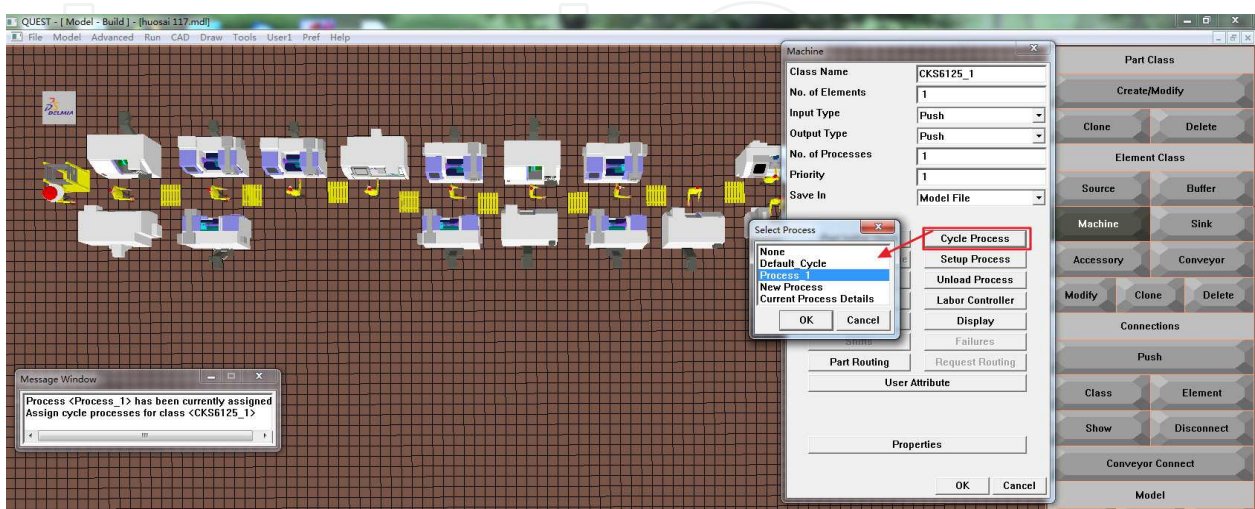 QUEST - [ Model - Build ] - [huosai 117.mdl]
File Model Advanced Run CAD Draw Tools User1 Pref Help
DELMIA
Machine
Class Name CKS6125_1
No. of Elements 1
Input Type Push
Output Type Push
No. of Processes 1
Priority 1
Save In Model File
Cycle Process
Setup Process
Unload Process
Labor Controller
Display
Shifts Failures
Part Routing Request Routing
User Attribute
Properties
OK Cancel
Select Process
None
Default_Cycle
Process_1
New Process
Current Process Details
OK Cancel
Message Window
Process <Process_1> has been currently assigned
Assign cycle processes for class <CKS6125_1>
Part Class
Create/Modify
Clone Delete
Element Class
Source Buffer
Machine Sink
Accessory Conveyor
Modify Clone Delete
Connections
Push
Class Element
Show Disconnect
Conveyor Connect
Model